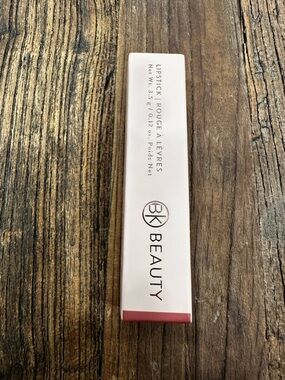 LIPSTICK | ROUGE À LÈVRES
Net Wt. 3.5 g / 0.12 oz. Poids Net
BK BEAUTY